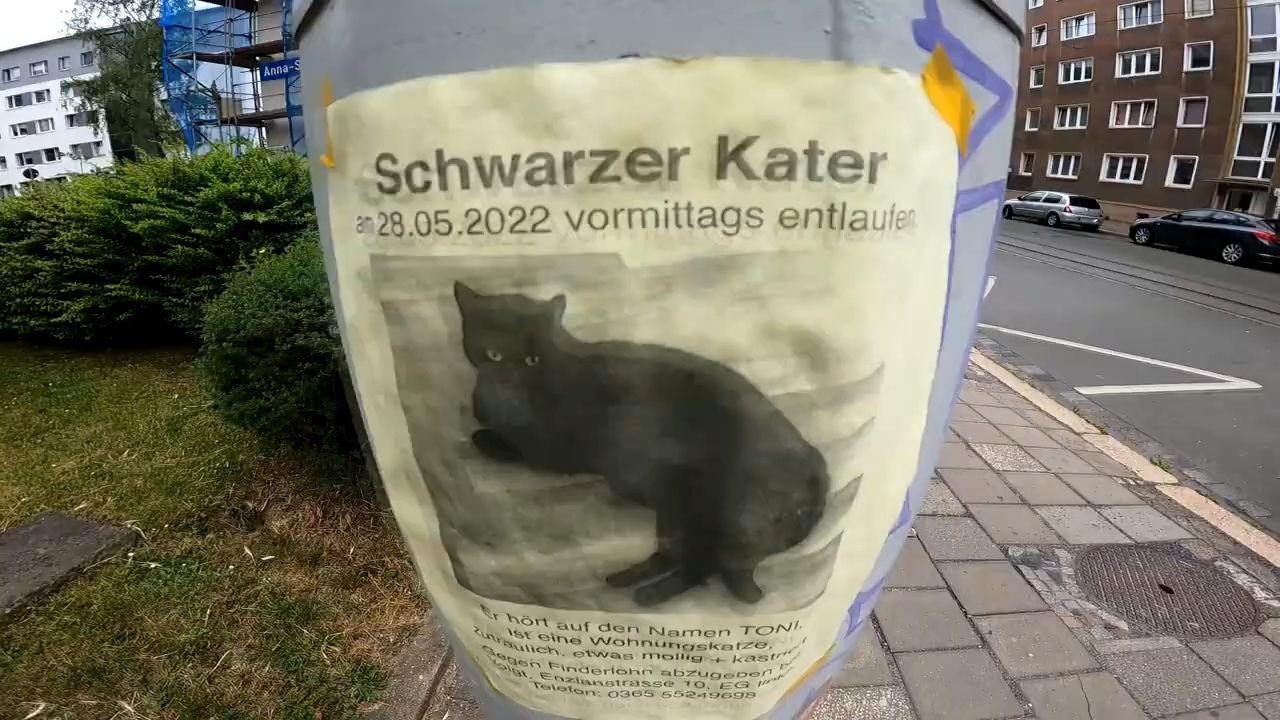 Anna-S
Schwarzer Kater
am 28.05.2022 vormittags entlaufen
Er hört auf den Namen TONI,
Ist eine Wohnungskatze,
Zutraulich, etwas mollig + kastriert
Gegen Finderlohn abzugeben
Voigt, Enzianstrasse 10, EG
Telefon: 0365 55249698